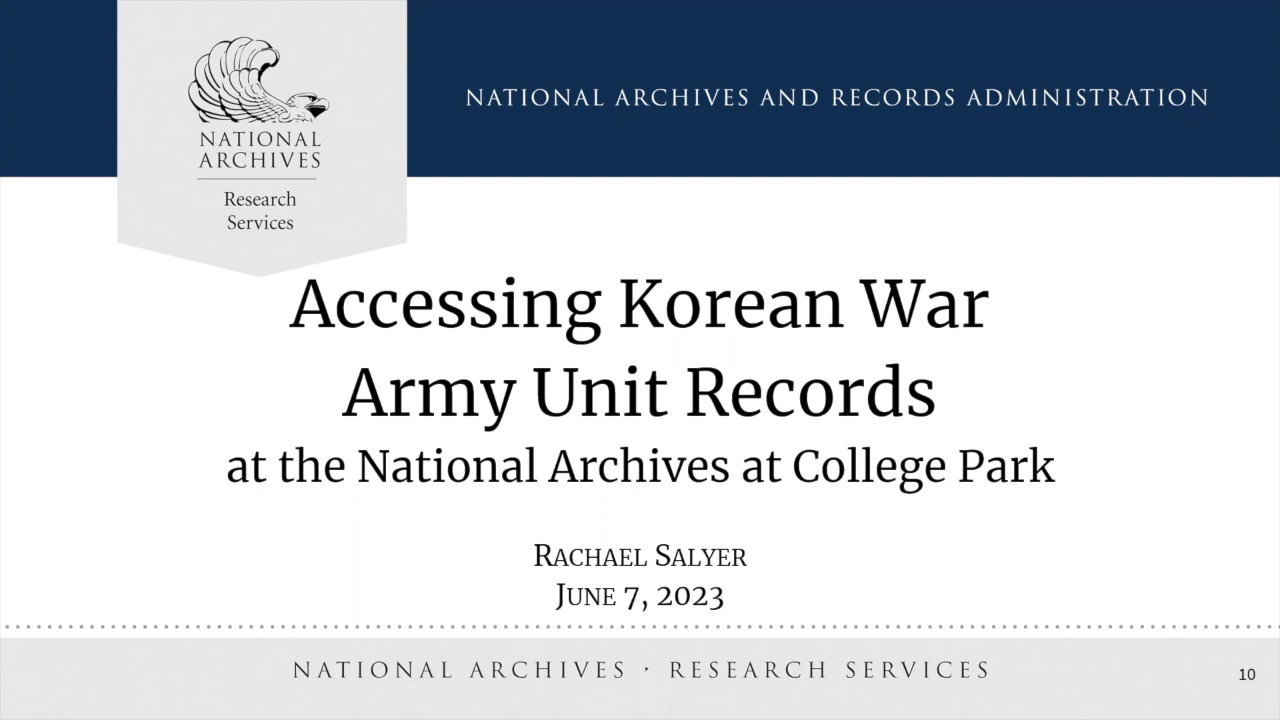 NATIONAL ARCHIVES AND RECORDS ADMINISTRATION
NATIONAL
ARCHIVES
Research
Services
Accessing Korean War
Army Unit Records
at the National Archives at College Park
RACHAEL SALYER
JUNE 7, 2023
NATIONAL ARCHIVES · RESEARCH SERVICES
10